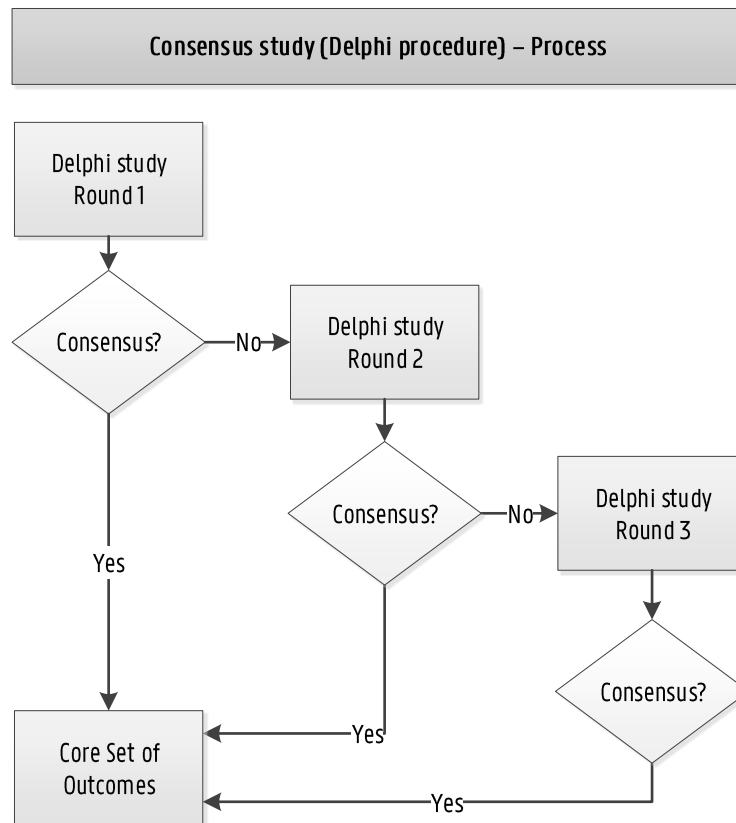 Consensus study (Delphi procedure) – Process
Delphi study
Round 1
Consensus?
No
Delphi study
Round 2
Consensus?
No
Delphi study
Round 3
Yes
Consensus?
Yes
Core Set of
Outcomes
Yes